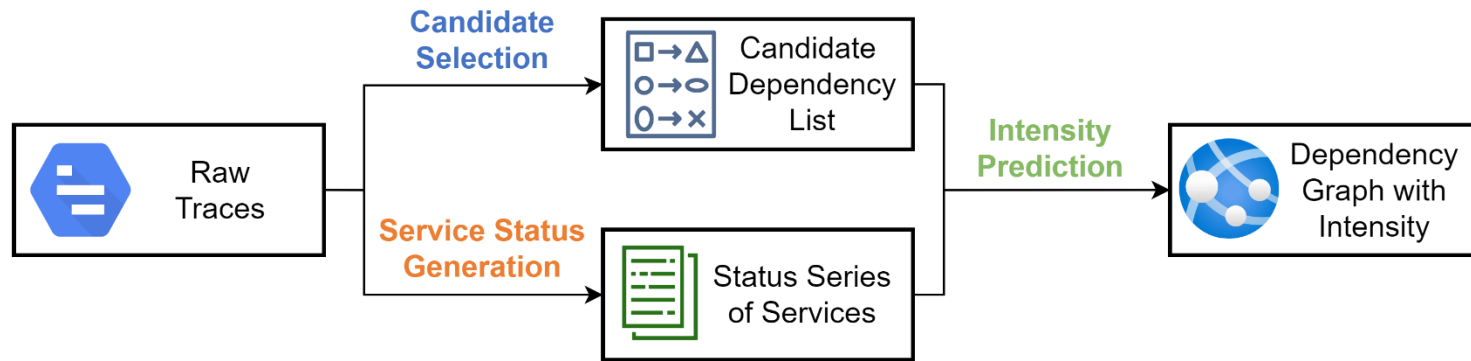 Raw
Traces
Candidate
Selection
Candidate
Dependency
List
Service Status
Generation
Status Series
of Services
Intensity
Prediction
Dependency
Graph with
Intensity